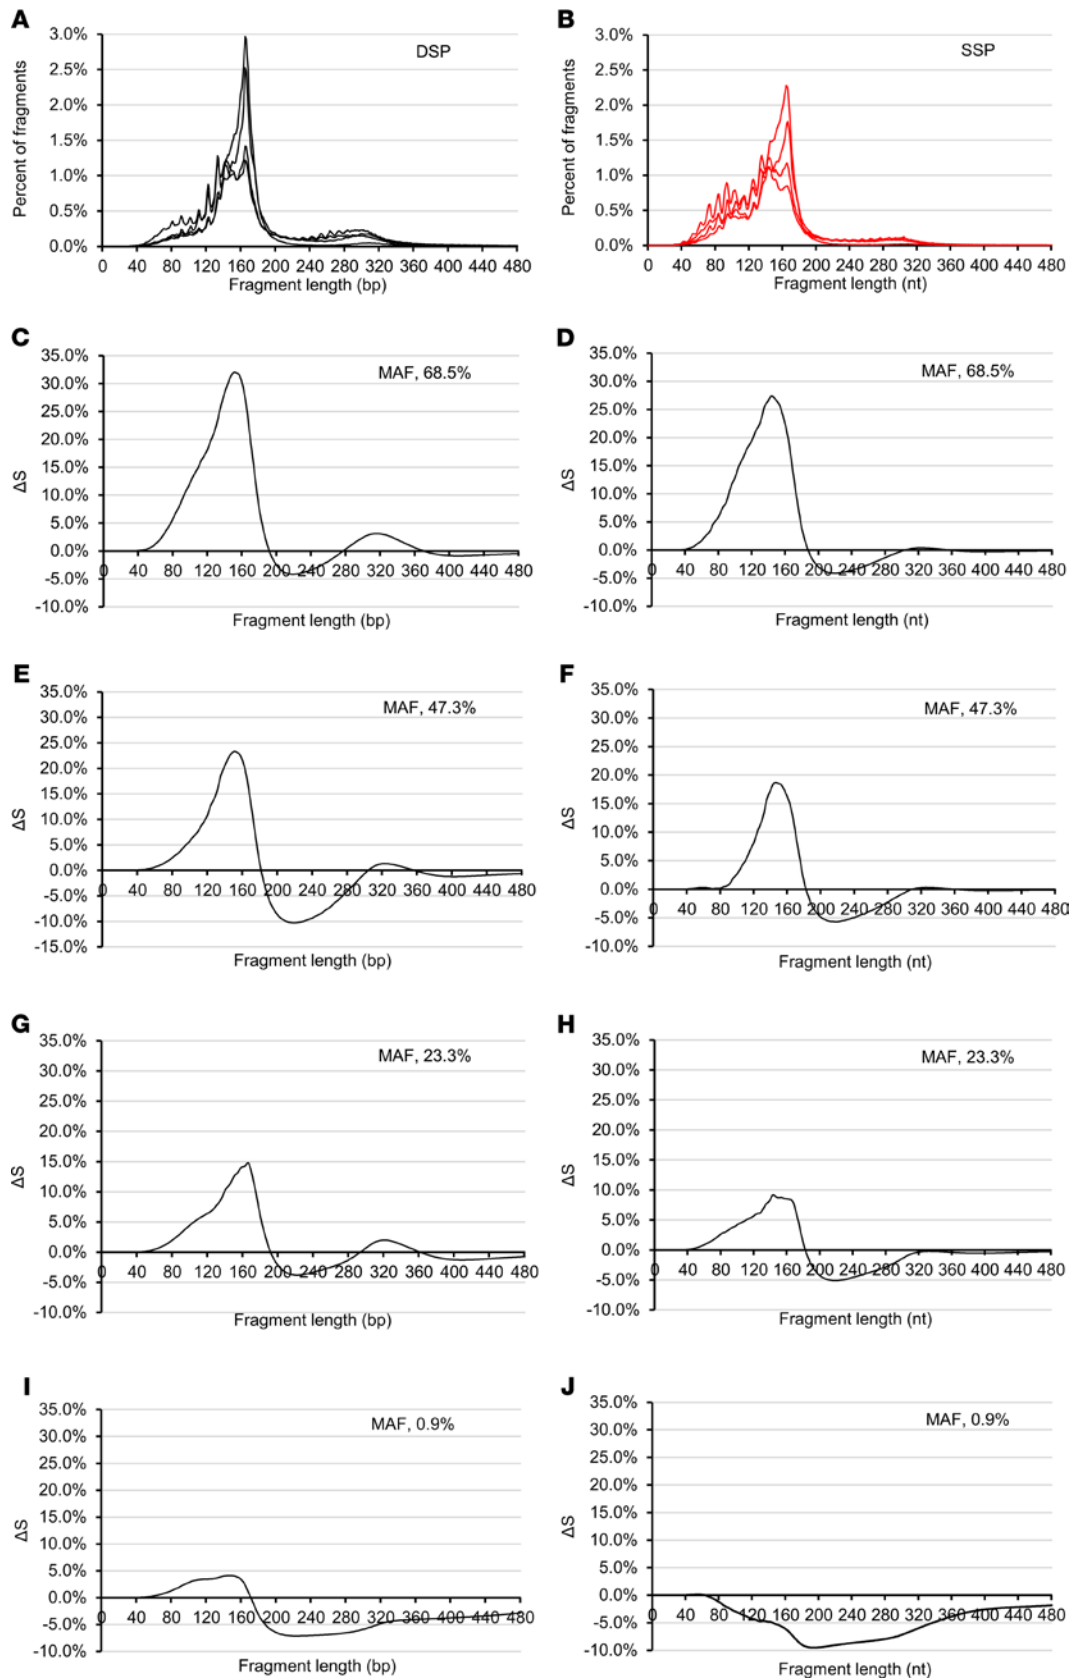 A
B
3.0%
2.5%
2.0%
1.5%
1.0%
0.5%
0.0%
Percent of fragments
DSP
0 40 80 120 160 200 240 280 320 360 400 440 480
Fragment length (bp)
3.0%
2.5%
2.0%
1.5%
1.0%
0.5%
0.0%
Percent of fragments
SSP
0 40 80 120 160 200 240 280 320 360 400 440 480
Fragment length (nt)
C
D
35.0%
30.0%
25.0%
20.0%
15.0%
10.0%
5.0%
0.0%
-5.0%
-10.0%
ΔS
MAF, 68.5%
0 40 80 120 160 200 240 280 320 360 400 440 480
Fragment length (bp)
35.0%
30.0%
25.0%
20.0%
15.0%
10.0%
5.0%
0.0%
-5.0%
-10.0%
ΔS
MAF, 68.5%
0 40 80 120 160 200 240 280 320 360 400 440 480
Fragment length (nt)
E
F
35.0%
30.0%
25.0%
20.0%
15.0%
10.0%
5.0%
0.0%
-5.0%
-10.0%
-15.0%
ΔS
MAF, 47.3%
0 40 80 120 160 200 240 280 320 360 400 440 480
Fragment length (bp)
35.0%
30.0%
25.0%
20.0%
15.0%
10.0%
5.0%
0.0%
-5.0%
-10.0%
ΔS
MAF, 47.3%
0 40 80 120 160 200 240 280 320 360 400 440 480
Fragment length (nt)
G
H
35.0%
30.0%
25.0%
20.0%
15.0%
10.0%
5.0%
0.0%
-5.0%
-10.0%
ΔS
MAF, 23.3%
0 40 80 120 160 200 240 280 320 360 400 440 480
Fragment length (bp)
35.0%
30.0%
25.0%
20.0%
15.0%
10.0%
5.0%
0.0%
-5.0%
-10.0%
ΔS
MAF, 23.3%
0 40 80 120 160 200 240 280 320 360 400 440 480
Fragment length (nt)
I
J
35.0%
30.0%
25.0%
20.0%
15.0%
10.0%
5.0%
0.0%
-5.0%
-10.0%
ΔS
MAF, 0.9%
0 40 80 120 160 200 240 280 320 360 400 440 480
Fragment length (bp)
35.0%
30.0%
25.0%
20.0%
15.0%
10.0%
5.0%
0.0%
-5.0%
-10.0%
ΔS
MAF, 0.9%
0 40 80 120 160 200 240 280 320 360 400 440 480
Fragment length (nt)